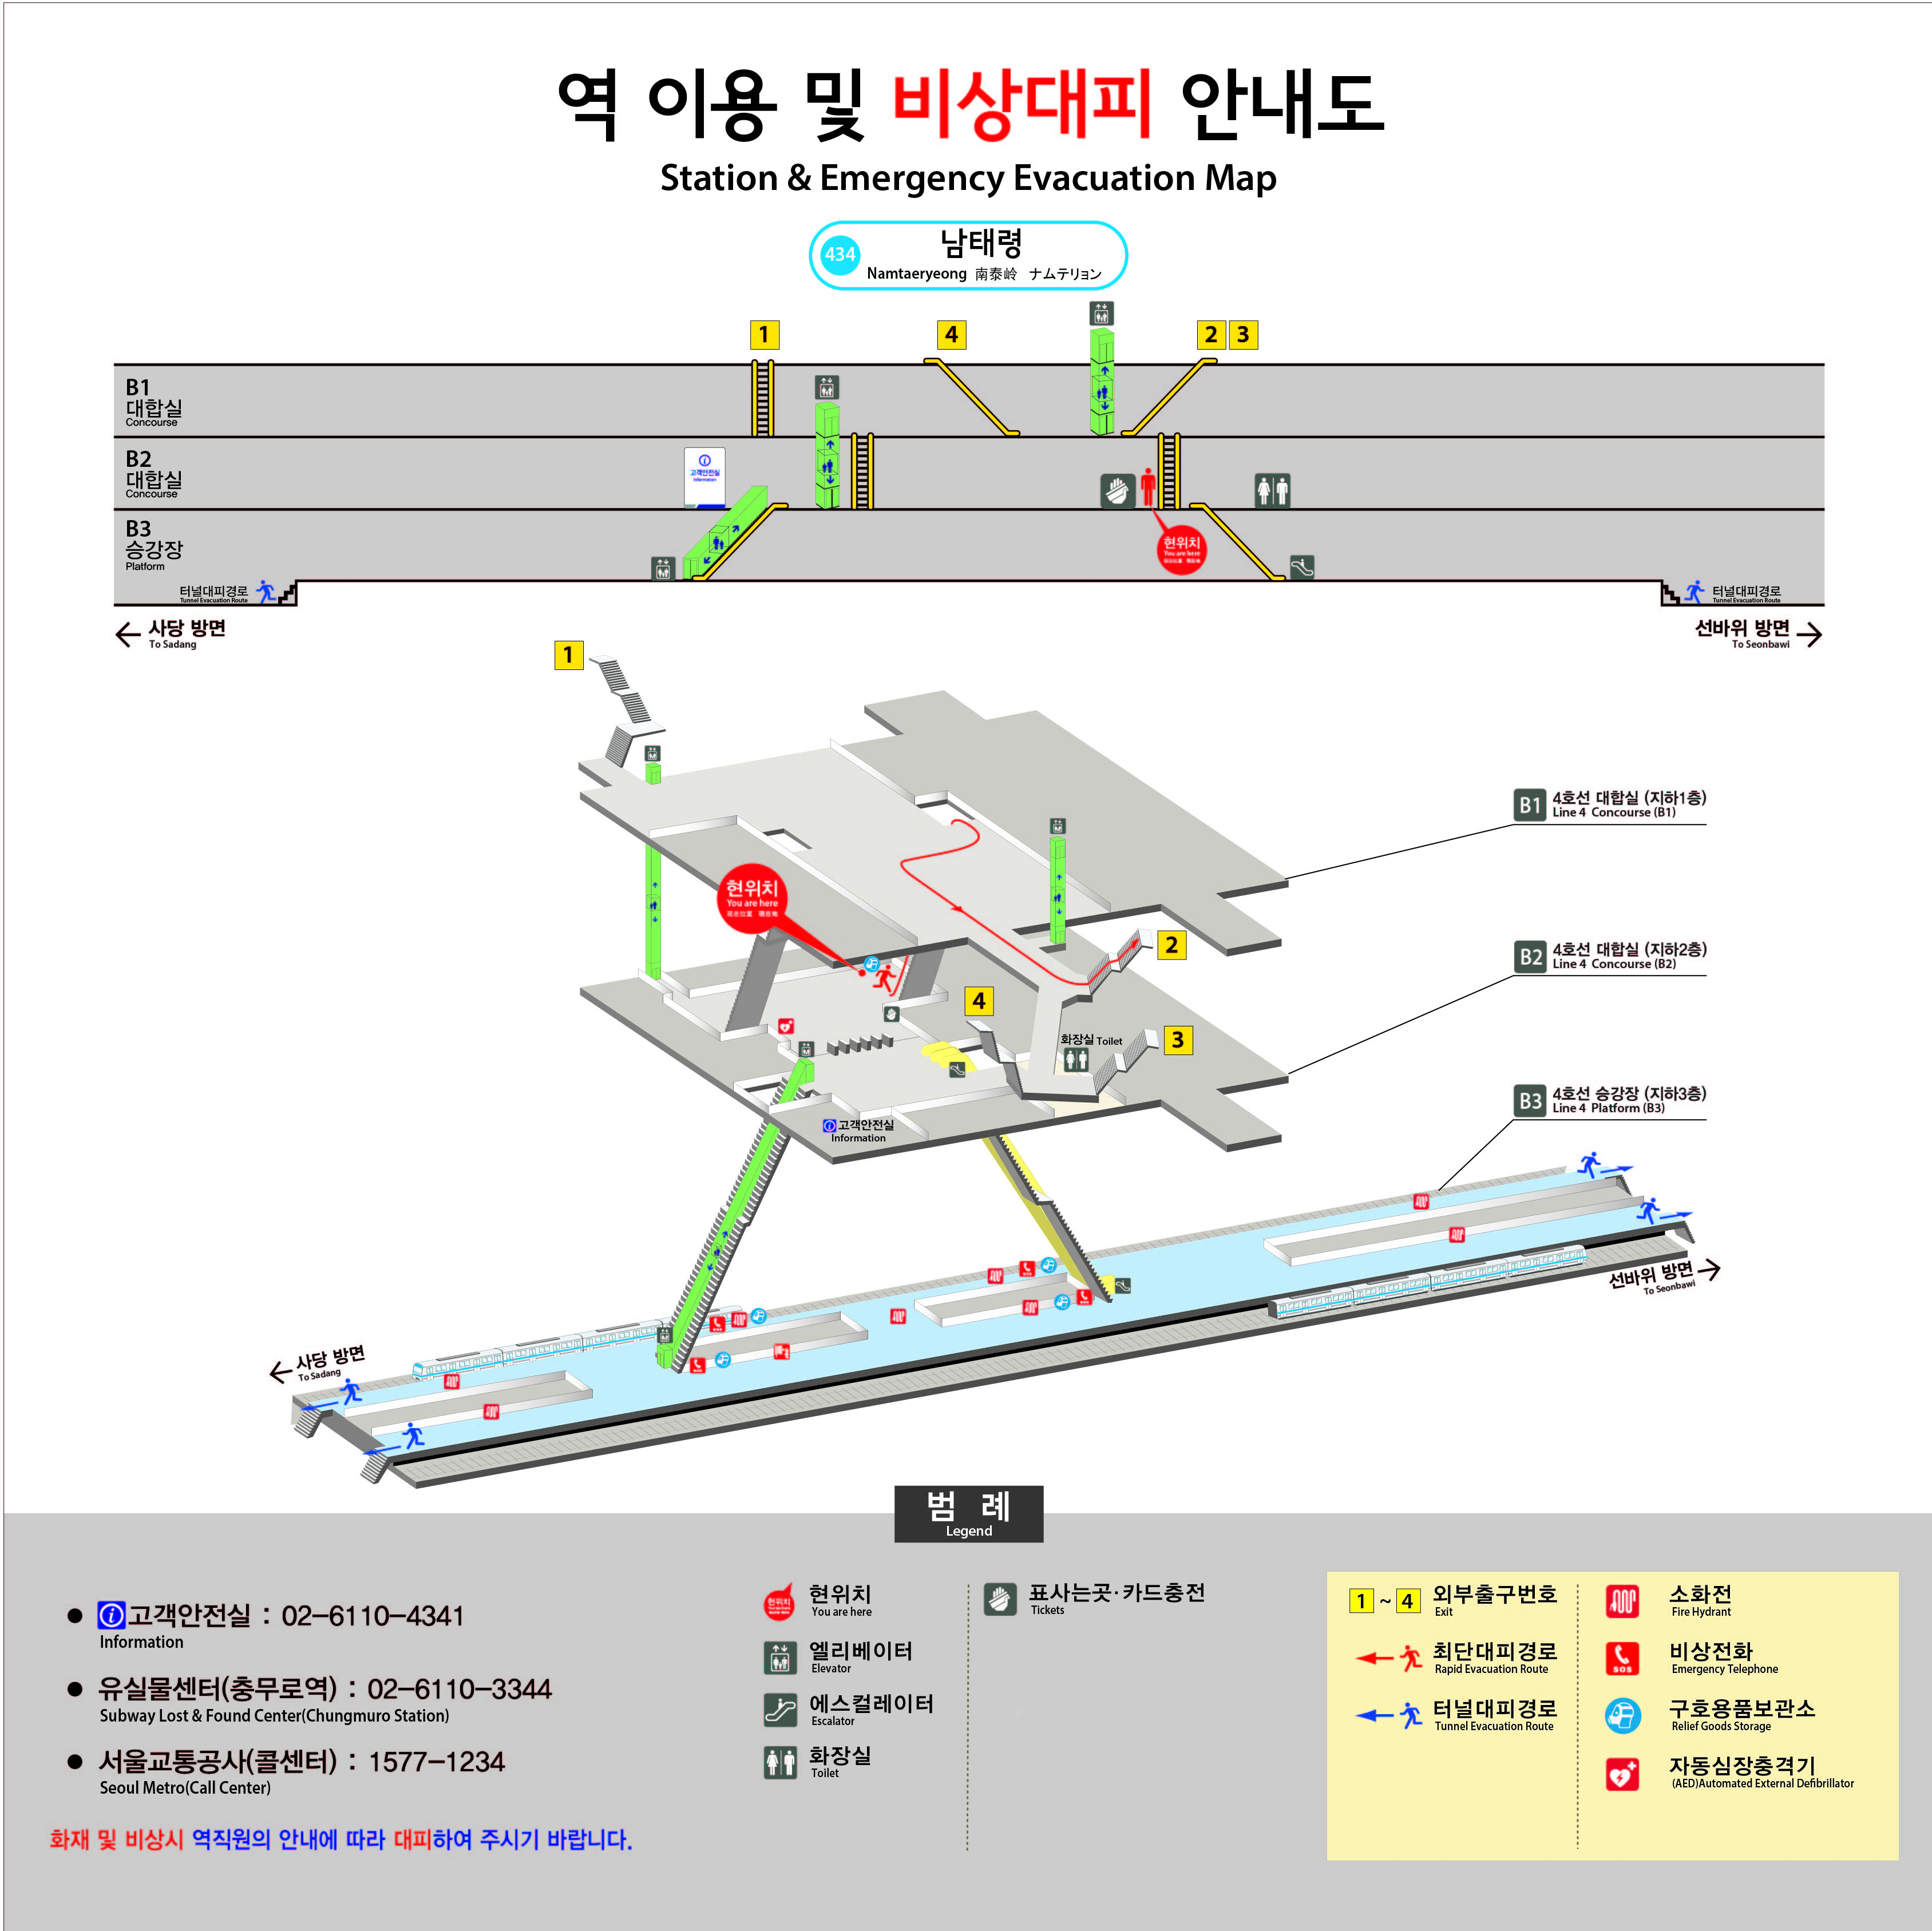 역 이용 및 비상대피 안내도
Station & Emergency Evacuation Map
434
남태령
Namtaeryeong 南泰岭 ナムテリョン
1
4
2 3
B1
대합실
Concourse
B2
대합실
Concourse
고객안전실
Information
B3
승강장
Platform
현위치
You are here
터널대피경로
Tunnel Evacuation Route
터널대피경로
Tunnel Evacuation Route
사당 방면
To Sadang
선바위 방면
To Seonbawi
1
B1 4호선 대합실 (지하1층)
Line 4 Concourse (B1)
현위치
You are here
2
B2 4호선 대합실 (지하2층)
Line 4 Concourse (B2)
4
화장실 Toilet
3
B3 4호선 승강장 (지하3층)
Line 4 Platform (B3)
고객안전실
Information
선바위 방면
To Seonbawi
사당 방면
To Sadang
범 례
Legend
● 고객안전실 : 02-6110-4341
Information
● 유실물센터(충무로역) : 02-6110-3344
Subway Lost & Found Center(Chungmuro Station)
● 서울교통공사(콜센터) : 1577-1234
Seoul Metro(Call Center)
화재 및 비상시 역직원의 안내에 따라 대피하여 주시기 바랍니다.
현위치
You are here
엘리베이터
Elevator
에스컬레이터
Escalator
화장실
Toilet
표사는곳·카드충전
Tickets
1 ~ 4 외부출구번호
Exit
최단대피경로
Rapid Evacuation Route
터널대피경로
Tunnel Evacuation Route
소화전
Fire Hydrant
SOS
비상전화
Emergency Telephone
구호용품보관소
Relief Goods Storage
자동심장충격기
(AED)Automated External Defibrillator